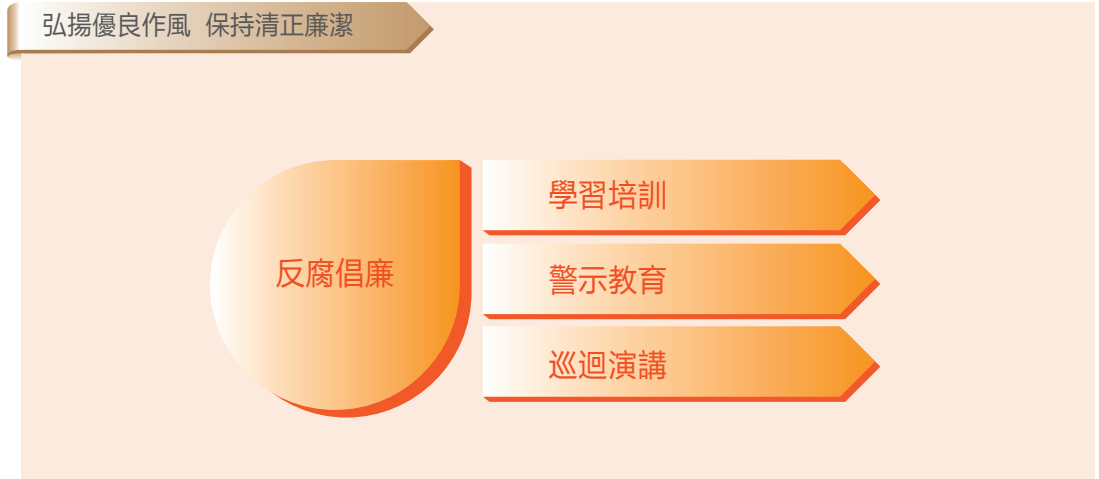 弘揚優良作風 保持清正廉潔
反腐倡廉
學習培訓
警示教育
巡迴演講